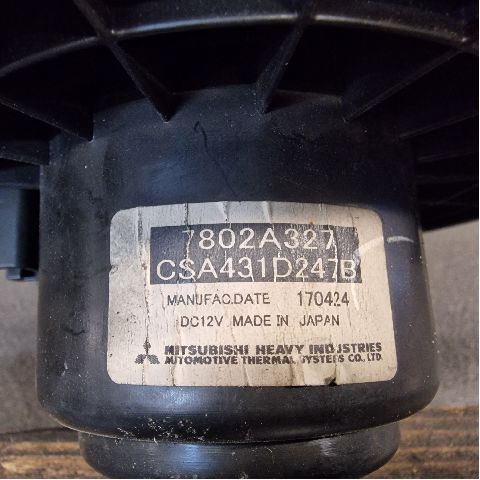 7802A327
CSA431D247B
MANUFAC.DATE 170424
DC12V MADE IN JAPAN
MITSUBISHI HEAVY INDUSTRIES
AUTOMOTIVE THERMAL SYSTEMS CO., LTD.